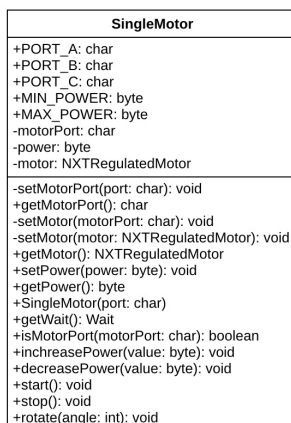 SingleMotor
+PORT_A: char
+PORT_B: char
+PORT_C: char
+MIN_POWER: byte
+MAX_POWER: byte
-motorPort: char
-power: byte
-motor: NXTRegulatedMotor
-setMotorPort(port: char): void
+getMotorPort(): char
-setMotor(motorPort: char): void
-setMotor(motor: NXTRegulatedMotor): void
+getMotor(): NXTRegulatedMotor
+setPower(power: byte): void
+getPower(): byte
+SingleMotor(port: char)
+getWait(): Wait
+isMotorPort(motorPort: char): boolean
+inchreasePower(value: byte): void
+decreasePower(value: byte): void
+start(): void
+stop(): void
+rotate(angle: int): void